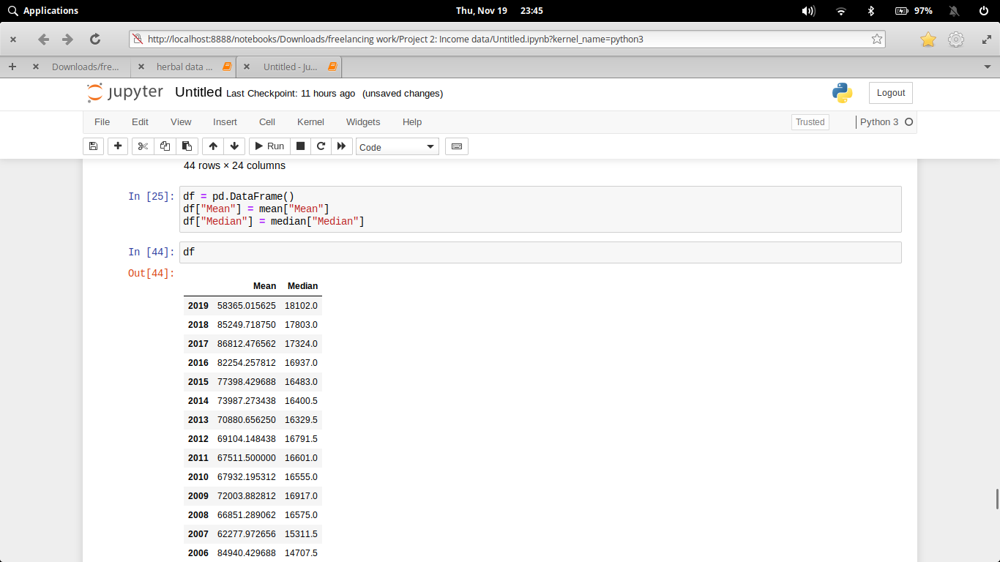 Applications Thu, Nov 19 23:45 97%
http://localhost:8888/notebooks/Downloads/freelancing work/Project 2: Income data/Untitled.ipynb?kernel_name=python3
Downloads/fre... herbal data ... Untitled - Ju...
jupyter Untitled Last Checkpoint: 11 hours ago (unsaved changes) Logout
File Edit View Insert Cell Kernel Widgets Help Trusted Python 3
Run Code
44 rows × 24 columns
In [25]: df = pd.DataFrame()
df["Mean"] = mean["Mean"]
df["Median"] = median["Median"]
In [44]: df
Out[44]:
Mean Median
2019 58365.015625 18102.0
2018 85249.718750 17803.0
2017 86812.476562 17324.0
2016 82254.257812 16937.0
2015 77398.429688 16483.0
2014 73987.273438 16400.5
2013 70880.656250 16329.5
2012 69104.148438 16791.5
2011 67511.500000 16601.0
2010 67932.195312 16555.0
2009 72003.882812 16917.0
2008 66851.289062 16575.0
2007 62277.972656 15311.5
2006 84940.429688 14707.5